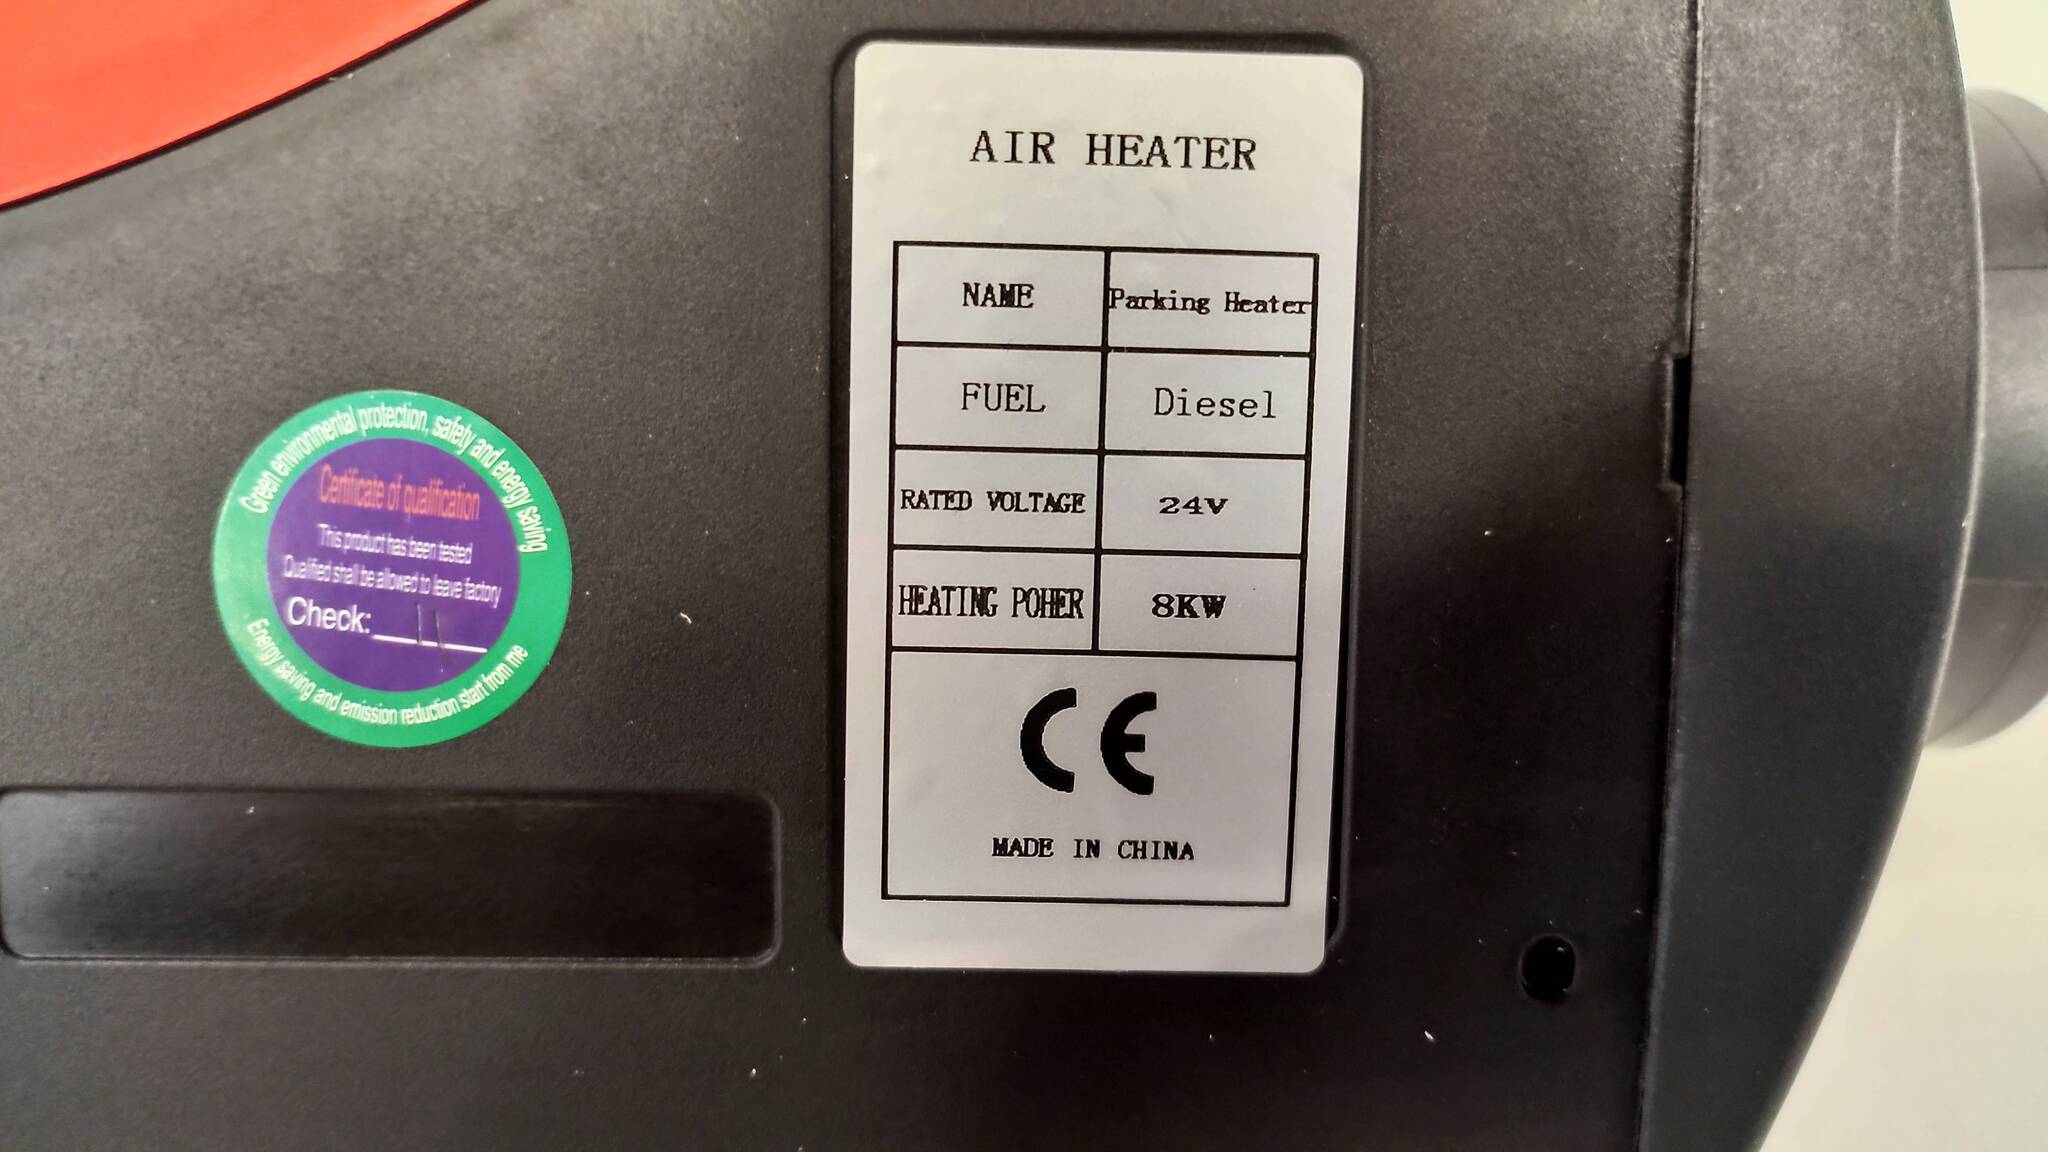 AIR HEATER
NAME Parking Heater
FUEL Diesel
RATED VOLTAGE 24V
HEATING POHER 8KW
CE
MADE IN CHINA
Green environmental protection, safety and energy saving
Certificate of qualification
This product has been tested
Qualified shall be allowed to leave factory
Check: 11
Energy saving and emission reduction start from me